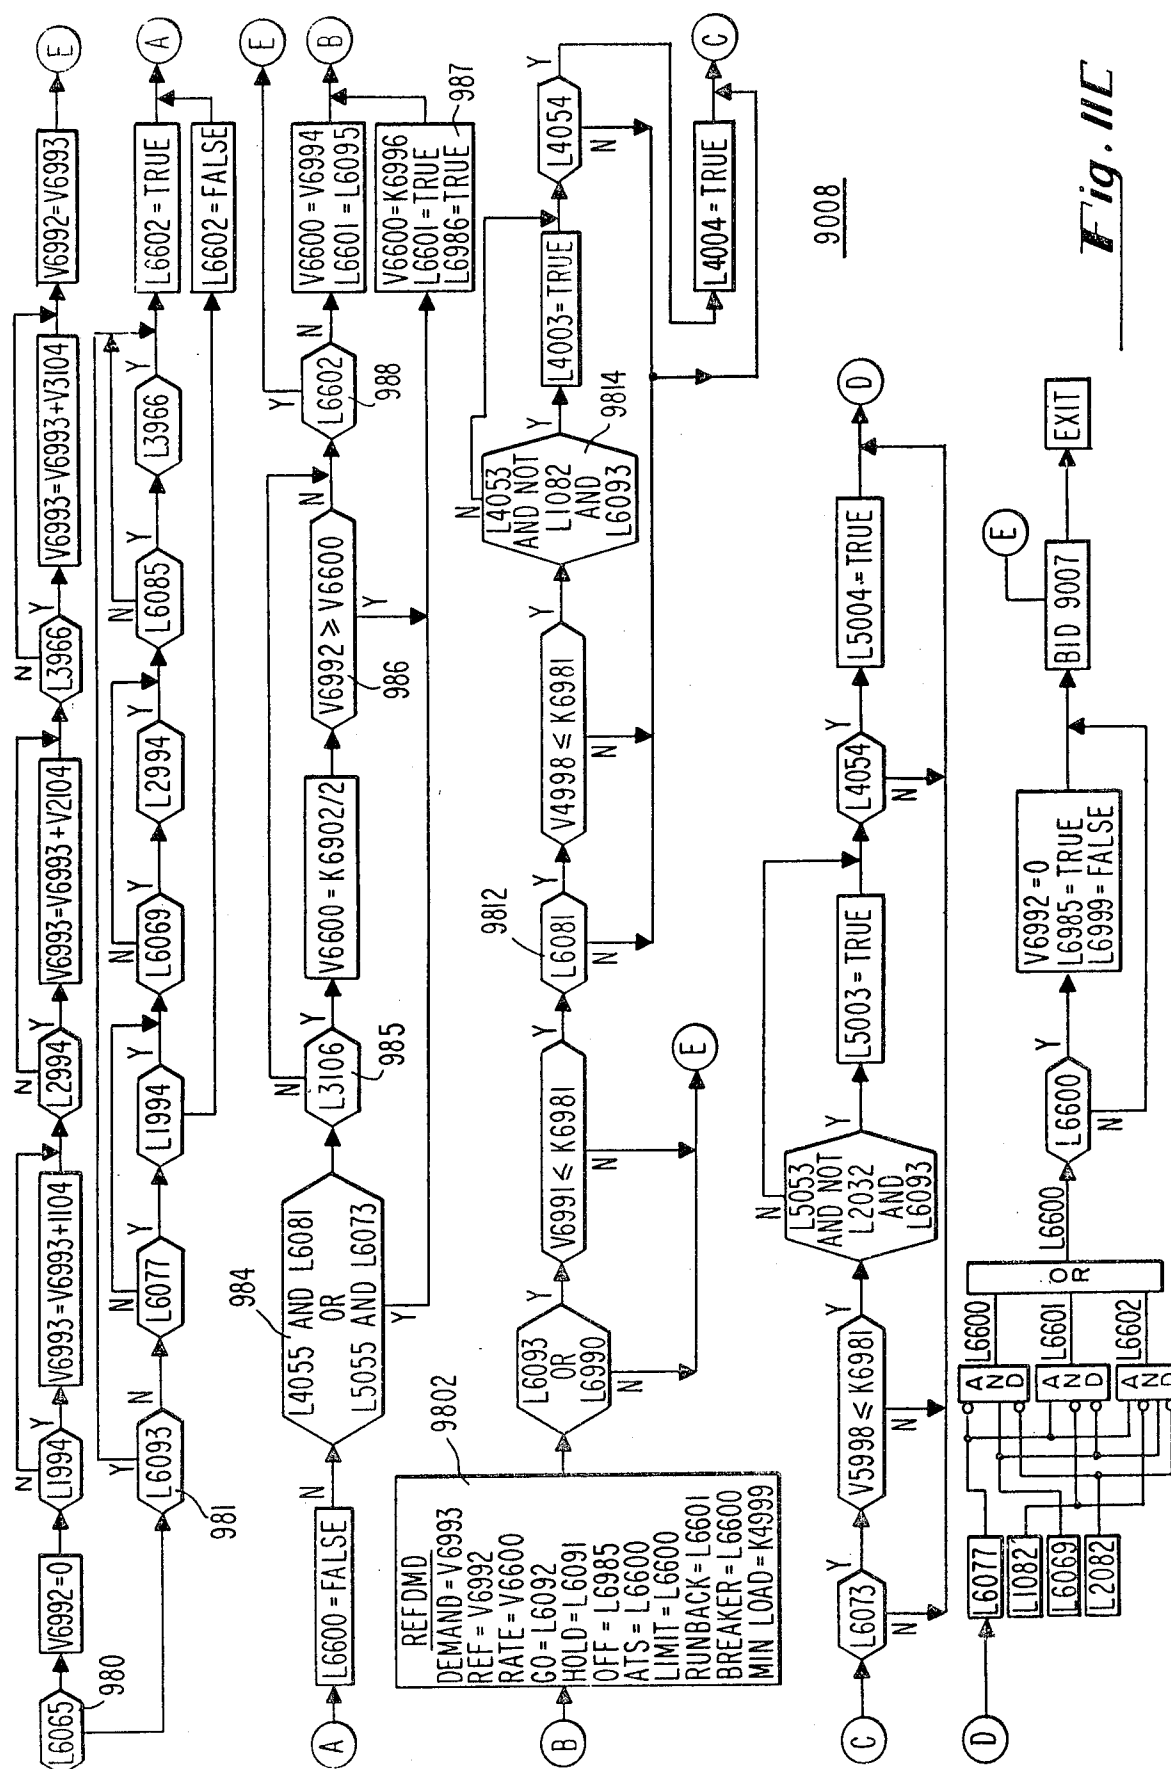 L6065
980
V6992=0
L1994
N
Y
V6993=V6993+1104
L2994
N
Y
V6993=V6993+V2104
L3966
N
Y
V6993=V6993+V3104
V6992=V6993
E
L6093
981
Y
N
L6077
N
Y
L1994
Y
L6069
N
Y
L2994
Y
L6085
N
Y
L3966
Y
L6602=TRUE
L6602=FALSE
A
A
L6600=FALSE
N
984
L4055 AND L6081
OR
L5055 AND L6073
Y
L3106
985
N
Y
V6600=K6902/2
V6992 ≥ V6600
986
N
Y
L6602
988
Y
N
E
V6600=V6994
L6601=L6095
B
V6600=K6996
L6601=TRUE
L6986=TRUE
987
B
9802
REFDMD
DEMAND=V6993
REF=V6992
RATE=V6600
GO=L6092
HOLD=L6091
OFF=L6985
ATS=L6600
LIMIT=L6600
RUNBACK=L6601
BREAKER=L6600
MIN LOAD=K4999
L6093
OR
L6990
Y
N
V6991 ≤ K6981
Y
N
E
9812
L6081
Y
N
V4998 ≤ K6981
Y
N
L4053
AND NOT
L1082
AND
L6093
9814
N
Y
L4003=TRUE
L4054
Y
N
L4004=TRUE
C
9008
C
L6073
Y
N
V5998 ≤ K6981
Y
N
L5053
AND NOT
L2032
AND
L6093
N
Y
L5003=TRUE
L4054
Y
N
L5004=TRUE
D
D
L6077
L1082
L6069
L2082
AND
AND
AND
L6600
L6601
L6602
OR
L6600
L6600
Y
N
V6992=0
L6985=TRUE
L6999=FALSE
BID 9007
E
EXIT
Fig. 11C